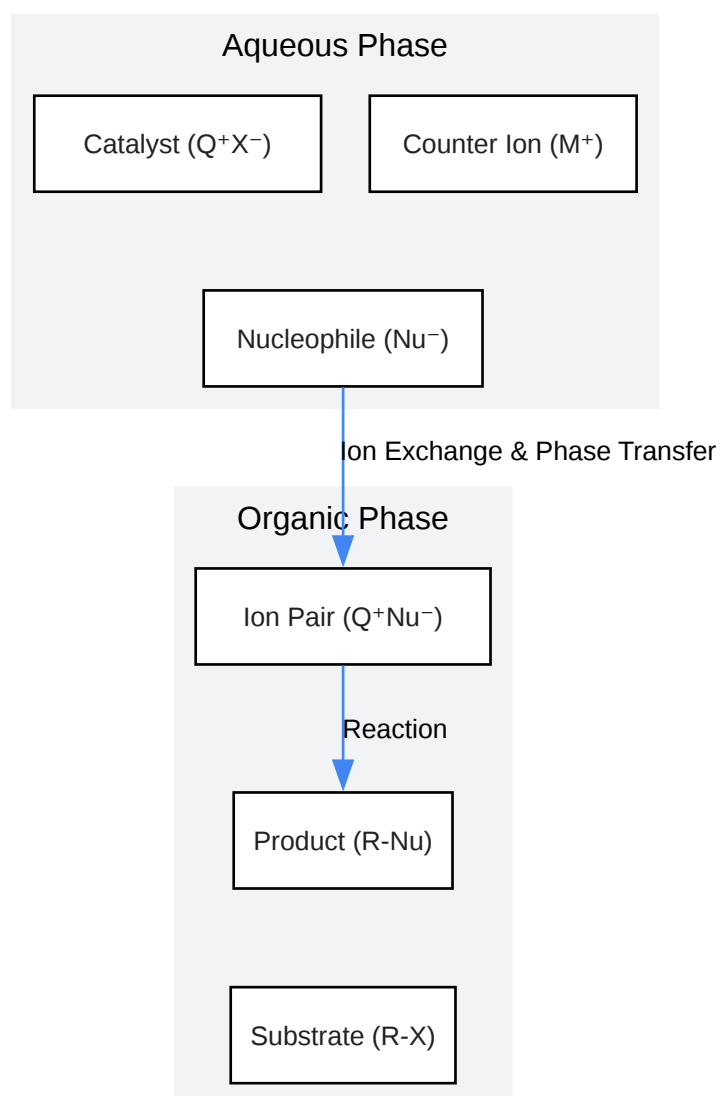 Aqueous Phase
Catalyst (Q⁺X⁻)
Counter Ion (M⁺)
Nucleophile (Nu⁻)
Ion Exchange & Phase Transfer
Organic Phase
Ion Pair (Q⁺Nu⁻)
Reaction
Product (R-Nu)
Substrate (R-X)